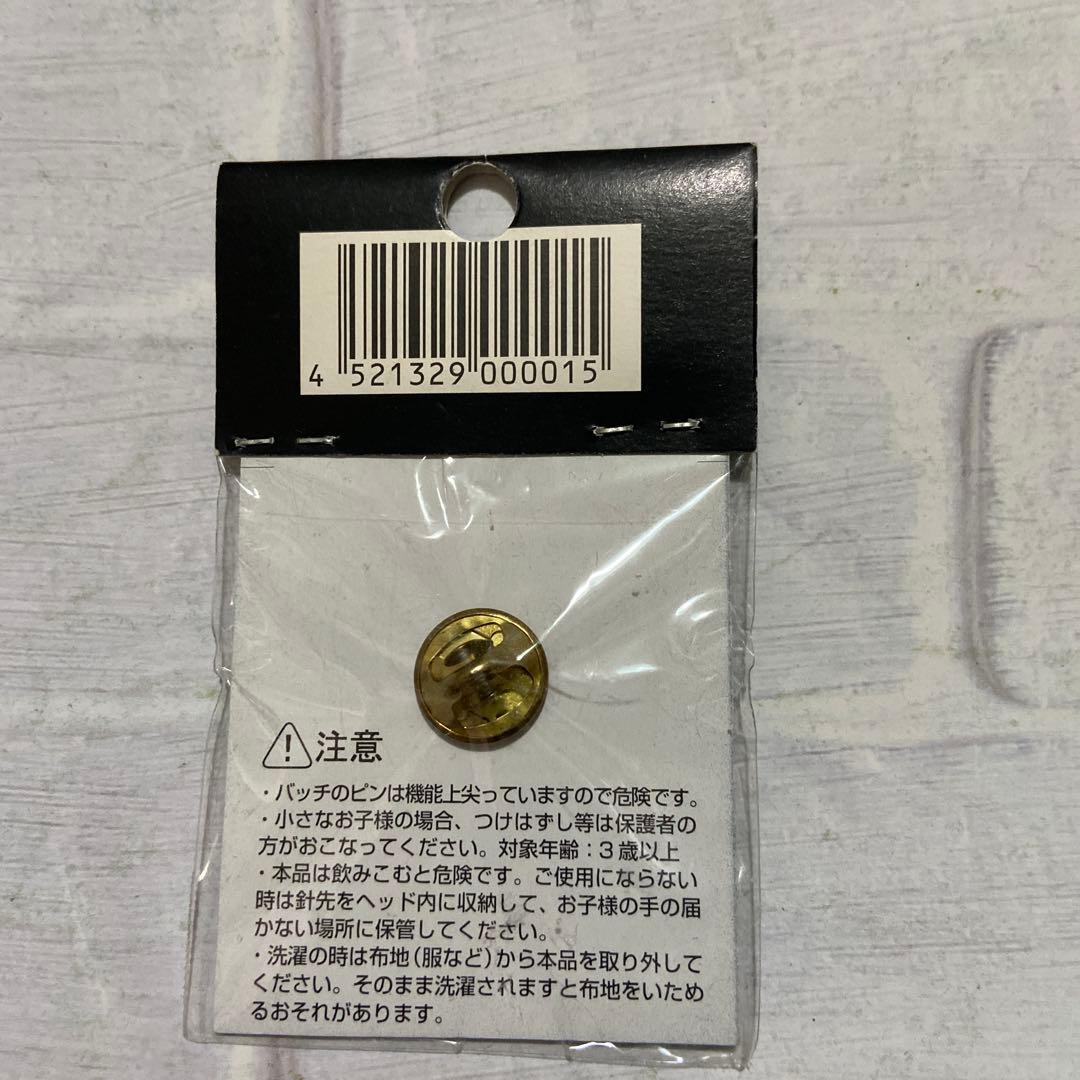 4 521329 000015
注意
・バッチのピンは機能上尖っていますので危険です。
・小さなお子様の場合、つけはずし等は保護者の
方がおこなってください。対象年齢：3歳以上
・本品は飲みこむと危険です。ご使用にならない
時は針先をヘッド内に収納して、お子様の手の届
かない場所に保管してください。
・洗濯の時は布地（服など）から本品を取り外して
ください。そのまま洗濯されますと布地をいため
るおそれがあります。